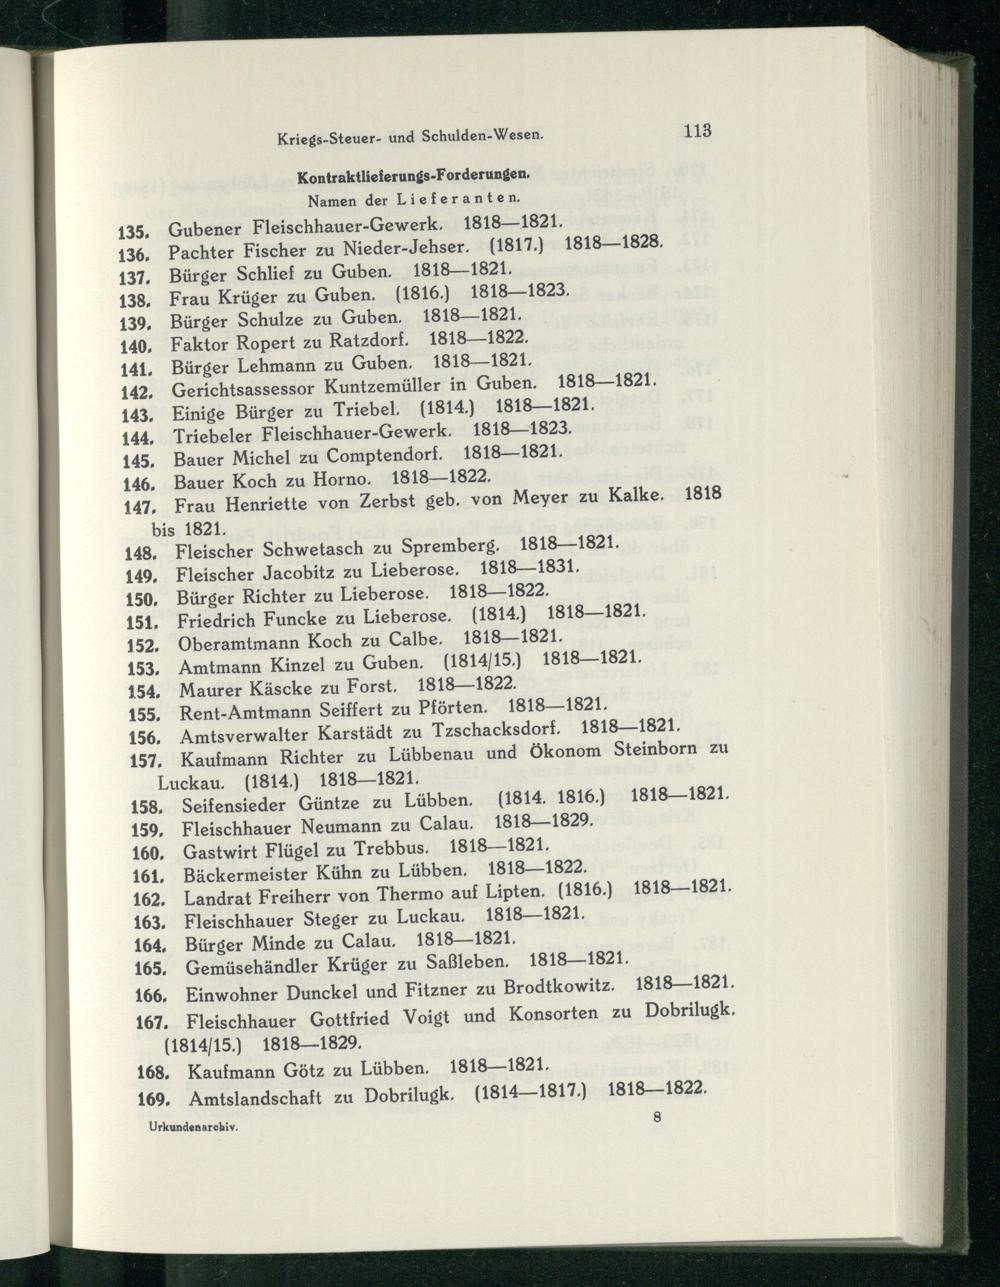 Kriegs-Steuer- und Schulden-Wesen. 113
Kontraktlieferungs-Forderungen.
Namen der Lieferanten.
135. Gubener Fleischhauer-Gewerk. 1818—1821.
136. Pachter Fischer zu Nieder-Jehser. (1817.) 1818—1828.
137. Bürger Schlief zu Guben. 1818—1821.
138. Frau Krüger zu Guben. (1816.) 1818—1823.
139. Bürger Schulze zu Guben. 1818—1821.
140. Faktor Ropert zu Ratzdorf. 1818—1822.
141. Bürger Lehmann zu Guben. 1818—1821.
142. Gerichtsassessor Kuntzemüller in Guben. 1818—1821.
143. Einige Bürger zu Triebel. (1814.) 1818—1821.
144. Triebeler Fleischhauer-Gewerk. 1818—1823.
145. Bauer Michel zu Comptendorf. 1818—1821.
146. Bauer Koch zu Horno. 1818—1822.
147. Frau Henriette von Zerbst geb. von Meyer zu Kalke. 1818
bis 1821.
148. Fleischer Schwetasch zu Spremberg. 1818—1821.
149. Fleischer Jacobitz zu Lieberose. 1818—1831.
150. Bürger Richter zu Lieberose. 1818—1822.
151. Friedrich Funcke zu Lieberose. (1814.) 1818—1821.
152. Oberamtmann Koch zu Calbe. 1818—1821.
153. Amtmann Kinzel zu Guben. (1814/15.) 1818—1821.
154. Maurer Käscke zu Forst. 1818—1822.
155. Rent-Amtmann Seiffert zu Pförten. 1818—1821.
156. Amtsverwalter Karstädt zu Tzschacksdorf. 1818—1821.
157. Kaufmann Richter zu Lübbenau und Ökonom Steinborn zu
Luckau. (1814.) 1818—1821.
158. Seifensieder Güntze zu Lübben. (1814. 1816.) 1818—1821.
159. Fleischhauer Neumann zu Calau. 1818—1829.
160. Gastwirt Flügel zu Trebbus. 1818—1821.
161. Bäckermeister Kühn zu Lübben. 1818—1822.
162. Landrat Freiherr von Thermo auf Lipten. (1816.) 1818—1821.
163. Fleischhauer Steger zu Luckau. 1818—1821.
164. Bürger Minde zu Calau. 1818—1821.
165. Gemüsehändler Krüger zu Saßleben. 1818—1821.
166. Einwohner Dunckel und Fitzner zu Brodtkowitz. 1818—1821.
167. Fleischhauer Gottfried Voigt und Konsorten zu Dobrilugk.
(1814/15.) 1818—1829.
168. Kaufmann Götz zu Lübben. 1818—1821.
169. Amtslandschaft zu Dobrilugk. (1814—1817.) 1818—1822.
Urkundenarchiv. 8